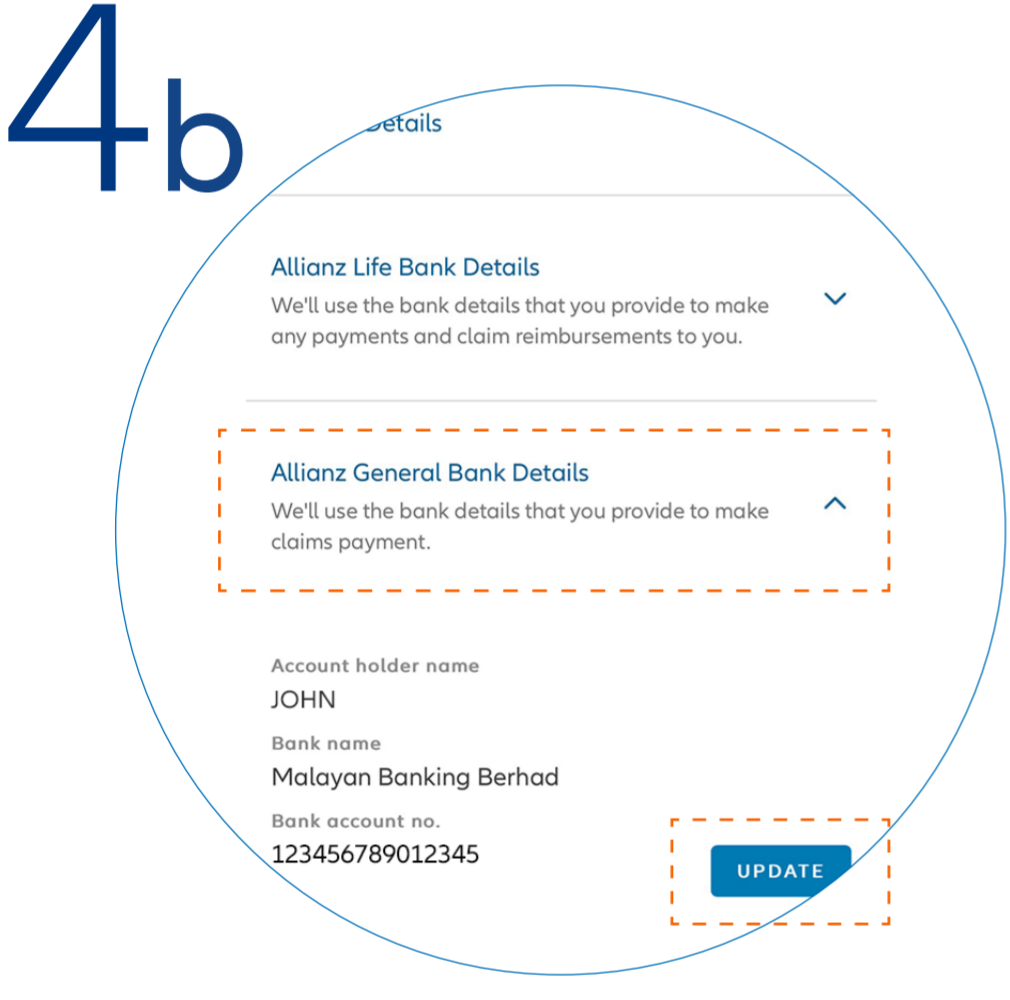 4b
Details
Allianz Life Bank Details
We'll use the bank details that you provide to make
any payments and claim reimbursements to you.
Allianz General Bank Details
We'll use the bank details that you provide to make
claims payment.
Account holder name
JOHN
Bank name
Malayan Banking Berhad
Bank account no.
123456789012345
UPDATE